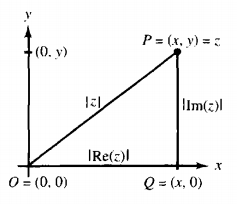 y
P = (x, y) = z
(0, y)
|z|
|Im(z)|
|Re(z)|
x
O = (0, 0)
Q = (x, 0)